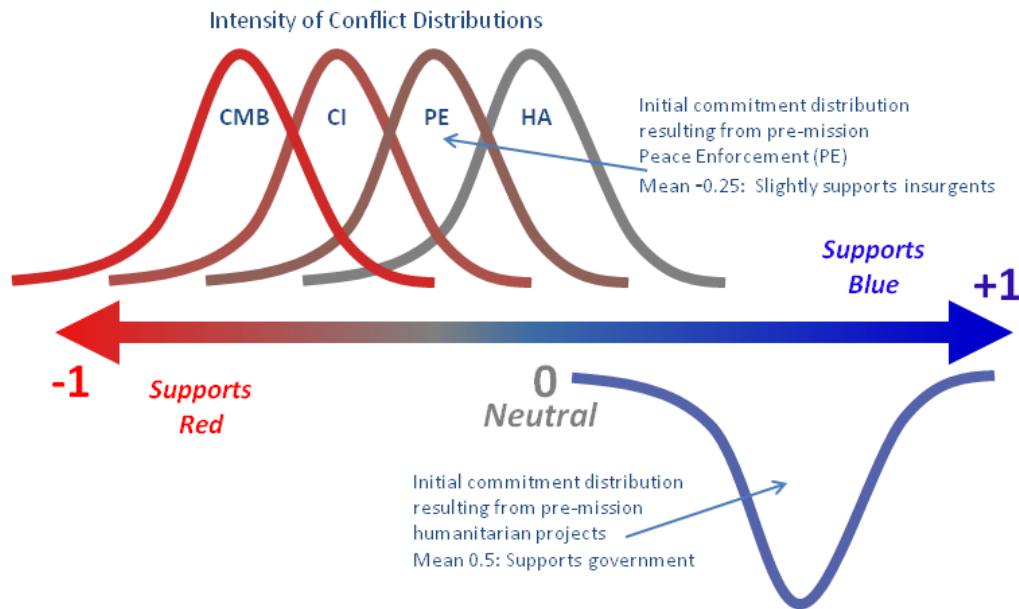 Intensity of Conflict Distributions
CMB
CI
PE
HA
Initial commitment distribution
resulting from pre-mission
Peace Enforcement (PE)
Mean -0.25: Slightly supports insurgents
Supports
Blue
+1
-1
Supports
Red
0
Neutral
Initial commitment distribution
resulting from pre-mission
humanitarian projects
Mean 0.5: Supports government